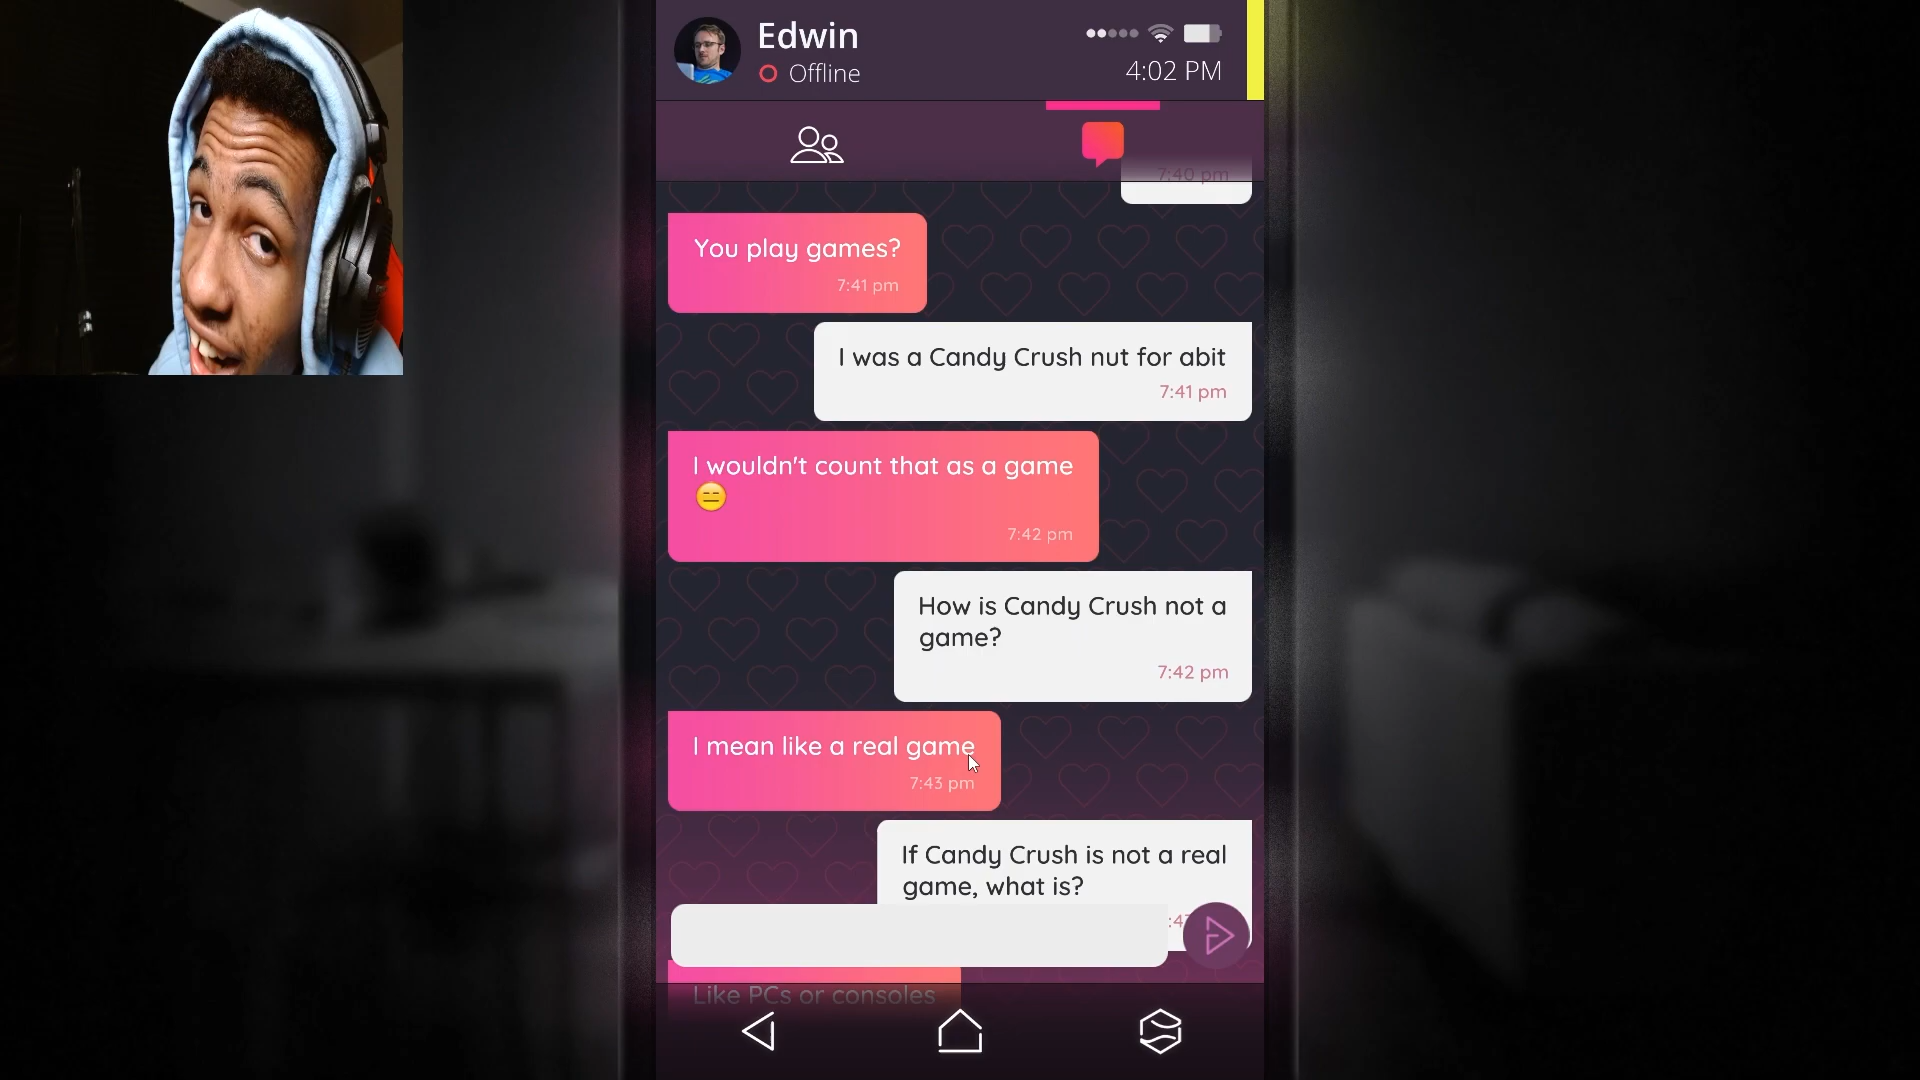 Edwin
Offline
4:02 PM
7:40 pm
You play games?
7:41 pm
I was a Candy Crush nut for abit
7:41 pm
I wouldn't count that as a game
😑
7:42 pm
How is Candy Crush not a
game?
7:42 pm
I mean like a real game
7:43 pm
If Candy Crush is not a real
game, what is?
Like PCs or consoles